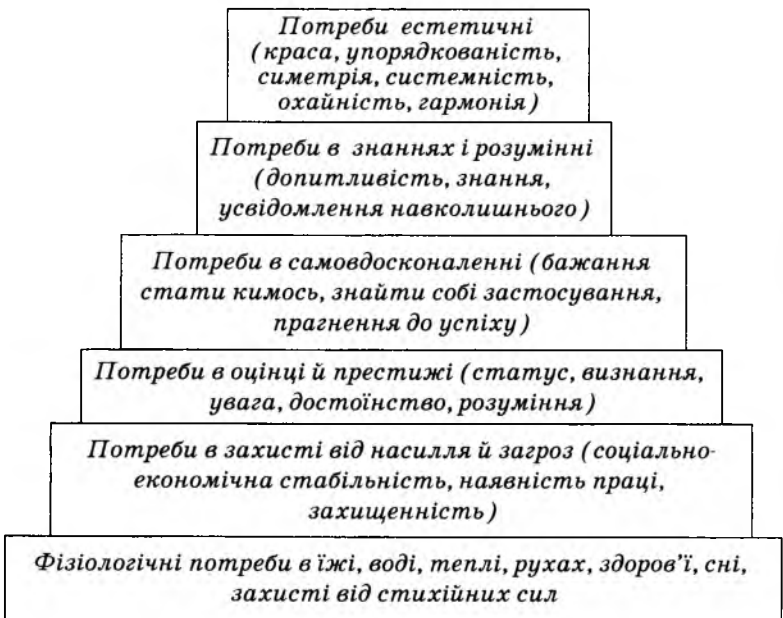 Потреби естетичні
(краса, упорядкованість,
симетрія, системність,
охайність, гармонія)
Потреби в знаннях і розумінні
(допитливість, знання,
усвідомлення навколишнього)
Потреби в самовдосконаленні (бажання
стати кимось, знайти собі застосування,
прагнення до успіху)
Потреби в оцінці й престижі (статус, визнання,
увага, достоїнство, розуміння)
Потреби в захисті від насилля й загроз (соціально-
економічна стабільність, наявність праці,
захищенність)
Фізіологічні потреби в їжі, воді, теплі, рухах, здоров’ї, сні,
захисті від стихійних сил